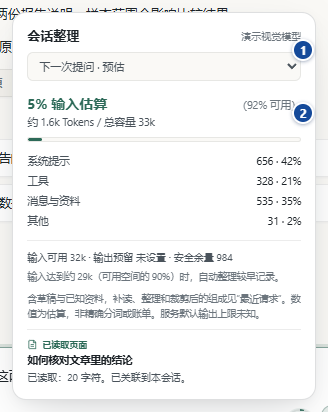 会话整理
演示视觉模型
1
下一次提问 · 预估
5% 输入估算
(92% 可用)
2
约 1.6k Tokens / 总容量 33k
系统提示 656 · 42%
工具 328 · 21%
消息与资料 535 · 35%
其他 31 · 2%
输入可用 32k · 输出预留 未设置 · 安全余量 984
输入达到约 29k（可用空间的 90%）时，自动整理较早记录。
含草稿与已知资料，补读、整理和裁剪后的组成见“最近请求”。数
值为估算，非精确分词或账单。服务默认输出上限未知。
已读取页面
如何核对文章里的结论
已读取：20 字符。已关联到本会话。